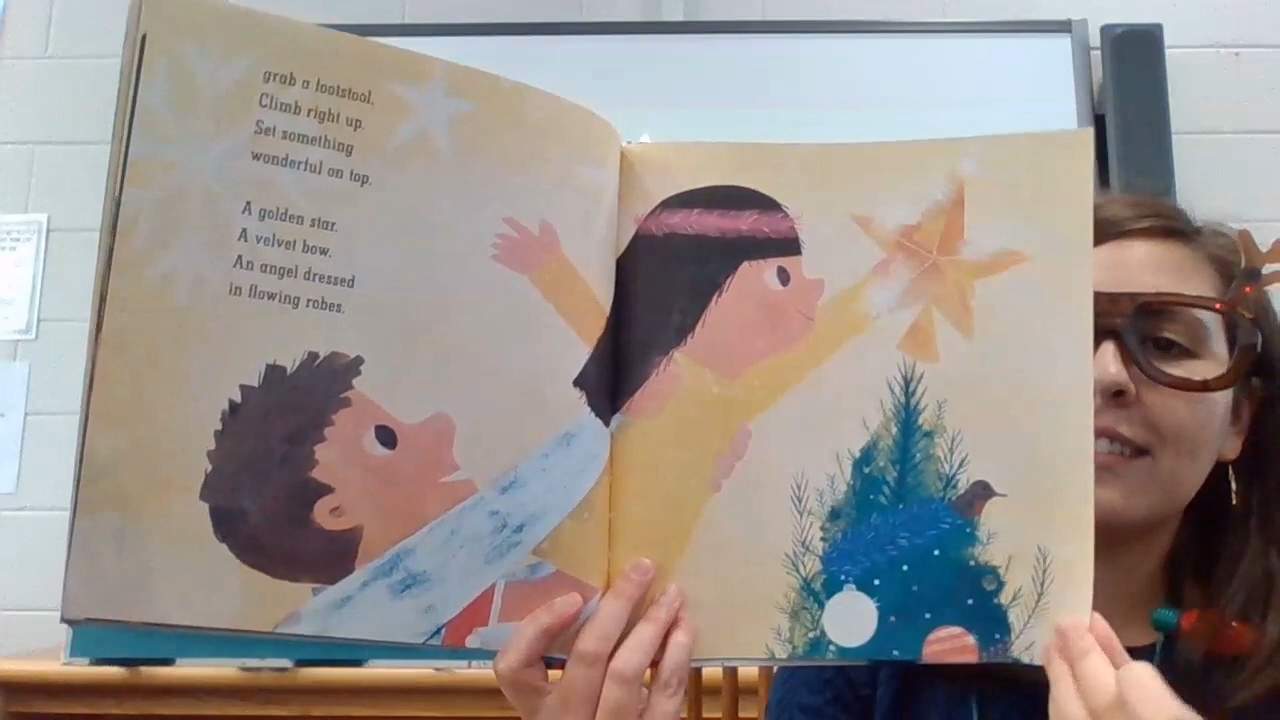 grab a footstool.
Climb right up.
Set something
wonderful on top.
A golden star.
A velvet bow.
An angel dressed
in flowing robes.